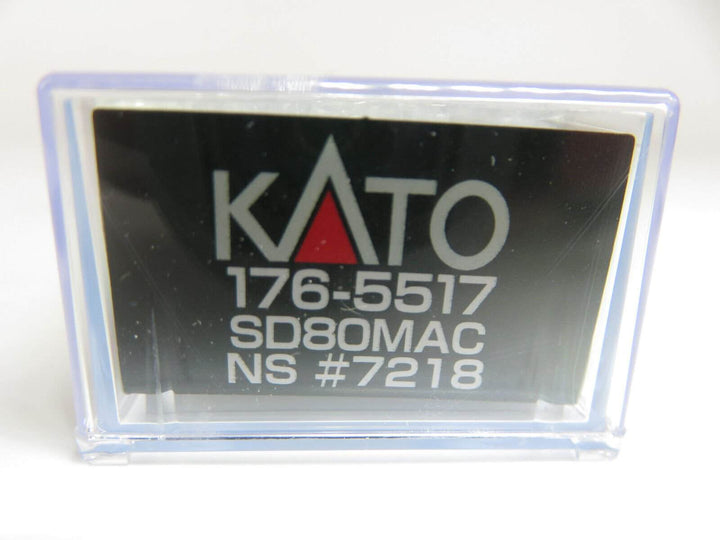 KATO
176-5517
SD80MAC
NS #7218